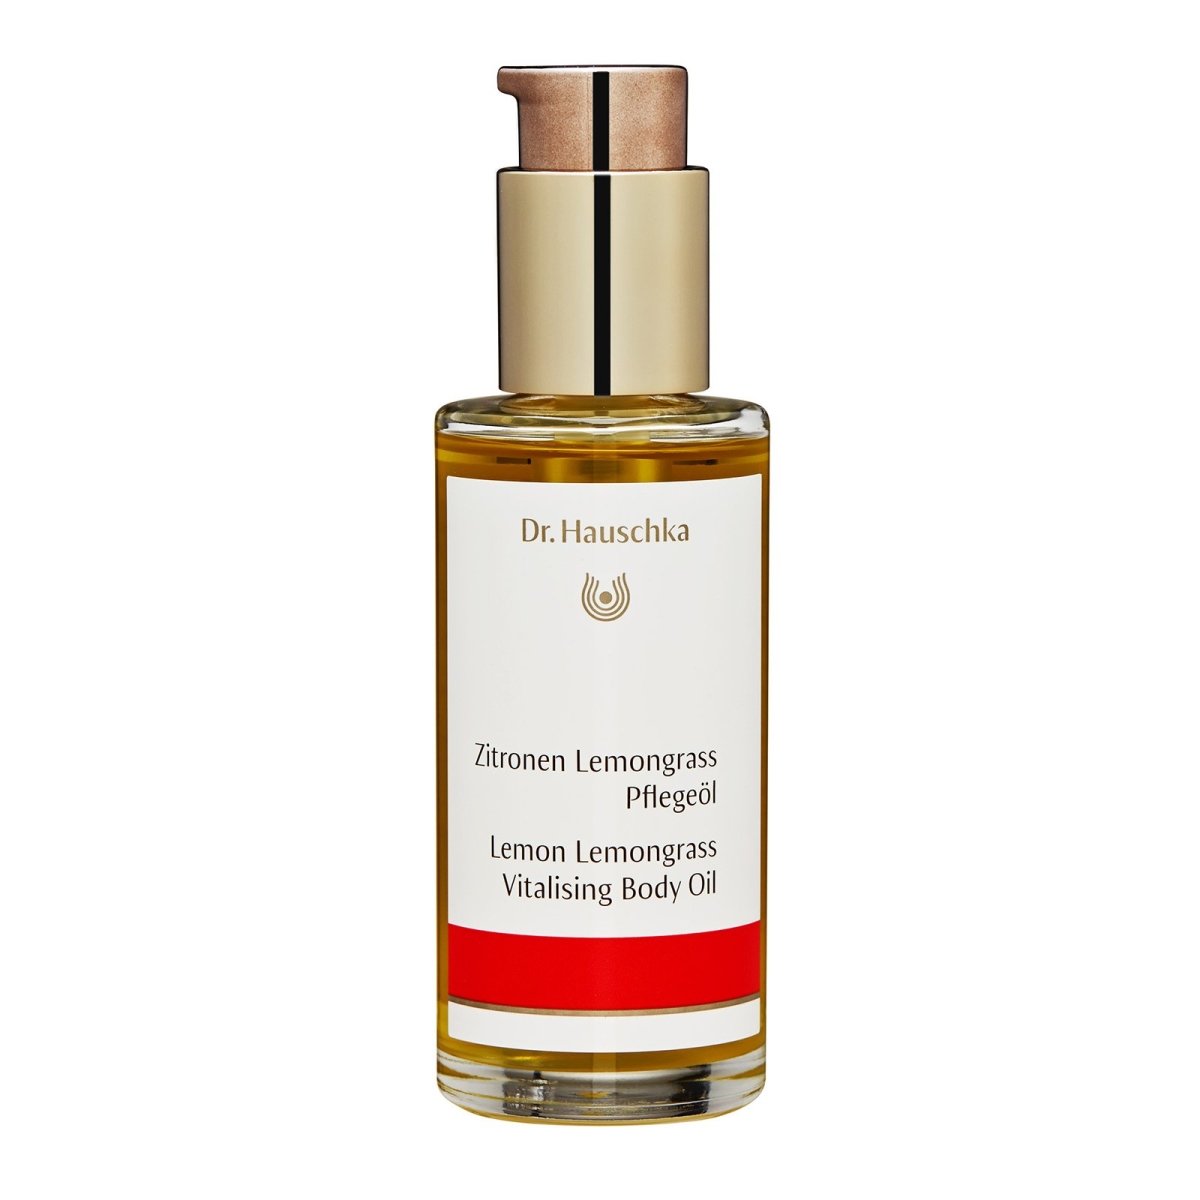 Dr. Hauschka
Zitronen Lemongrass
Pflegeöl
Lemon Lemongrass
Vitalising Body Oil